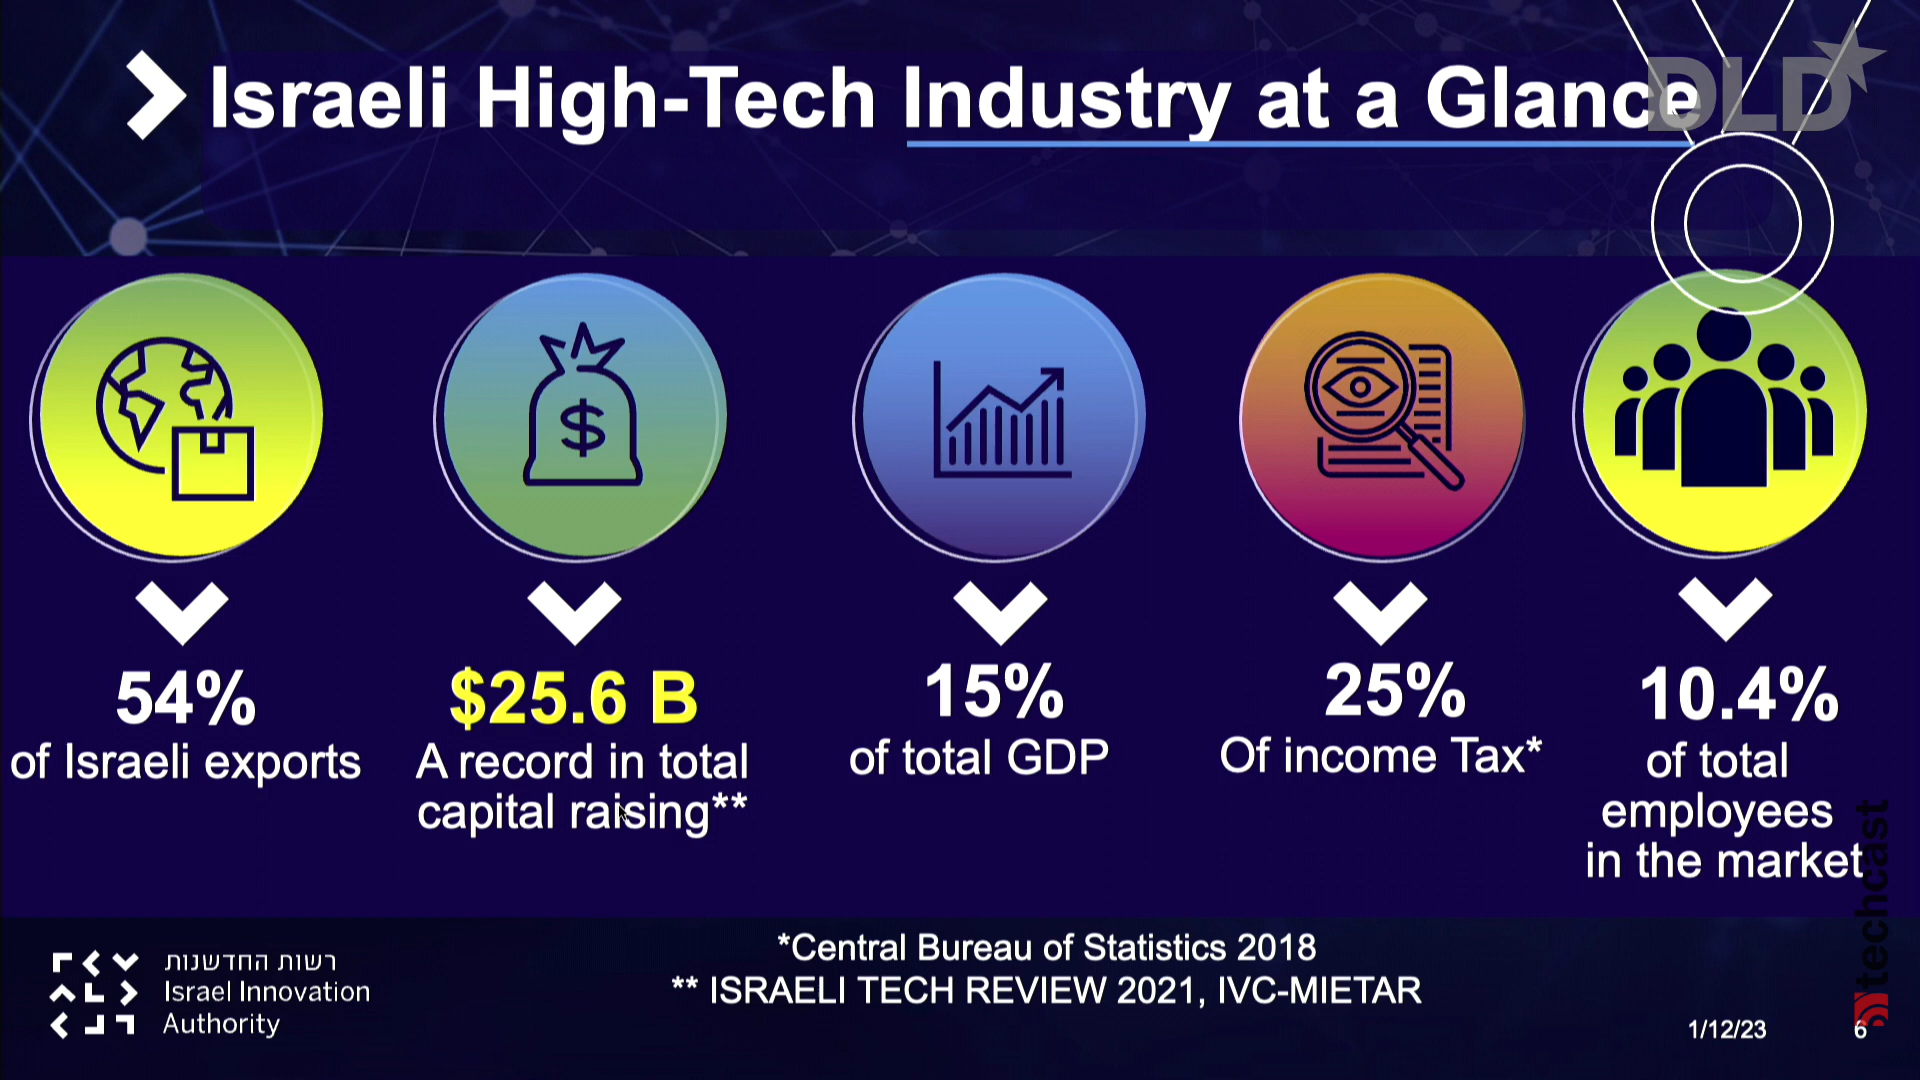 Israeli High-Tech Industry at a Glance
DLD
$
54%
of Israeli exports
$25.6 B
A record in total
capital raising**
15%
of total GDP
25%
Of income Tax*
10.4%
of total
employees
in the market
techcast
*Central Bureau of Statistics 2018
** ISRAELI TECH REVIEW 2021, IVC-MIETAR
רשות החדשנות
Israel Innovation
Authority
1/12/23
6